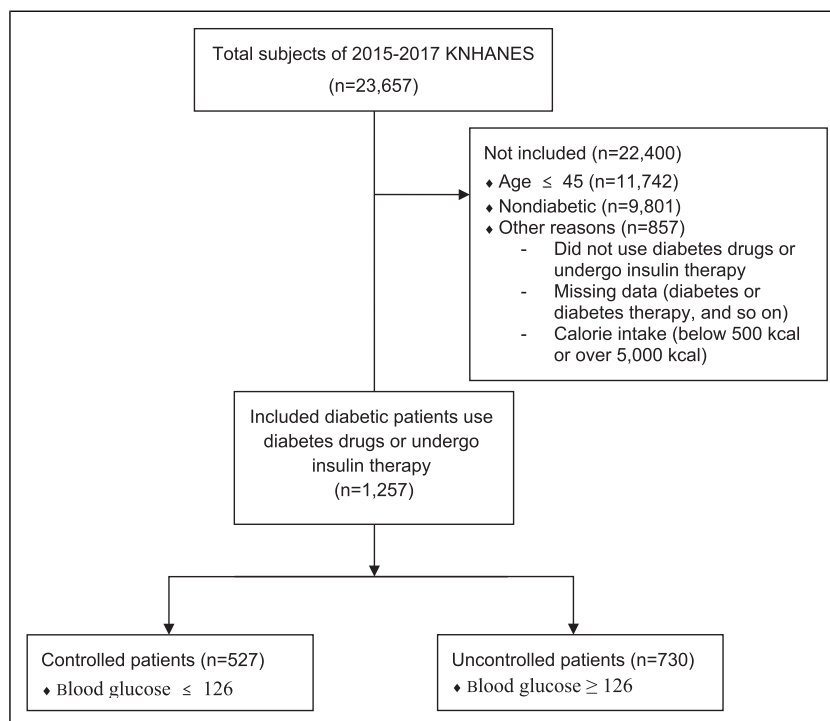 Total subjects of 2015-2017 KNHANES
(n=23,657)
Not included (n=22,400)
♦ Age ≤ 45 (n=11,742)
♦ Nondiabetic (n=9,801)
♦ Other reasons (n=857)
- Did not use diabetes drugs or
undergo insulin therapy
- Missing data (diabetes or
diabetes therapy, and so on)
- Calorie intake (below 500 kcal
or over 5,000 kcal)
Included diabetic patients use
diabetes drugs or undergo
insulin therapy
(n=1,257)
Controlled patients (n=527)
♦ Blood glucose ≤ 126
Uncontrolled patients (n=730)
♦ Blood glucose ≥ 126